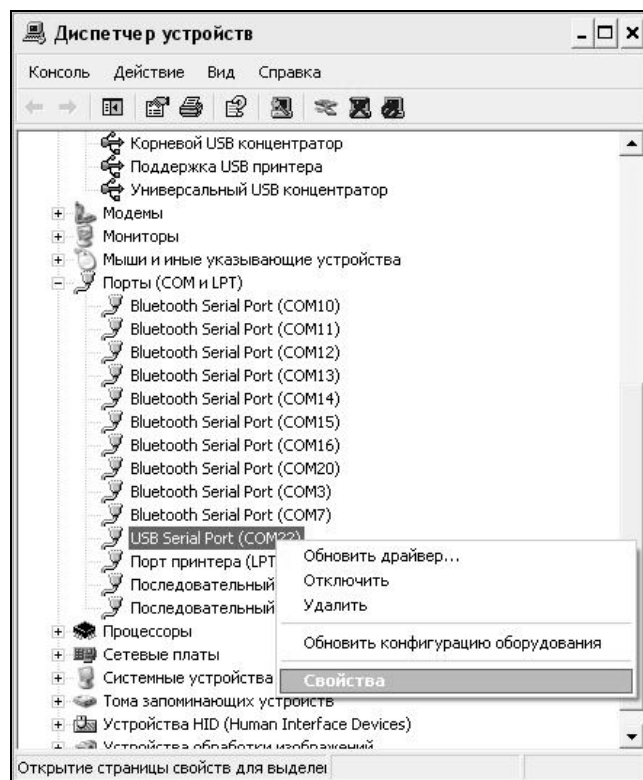 Диспетчер устройств
Консоль Действие Вид Справка
Корневой USB концентратор
Поддержка USB принтера
Универсальный USB концентратор
Модемы
Мониторы
Мыши и иные указывающие устройства
Порты (COM и LPT)
Bluetooth Serial Port (COM10)
Bluetooth Serial Port (COM11)
Bluetooth Serial Port (COM12)
Bluetooth Serial Port (COM13)
Bluetooth Serial Port (COM14)
Bluetooth Serial Port (COM15)
Bluetooth Serial Port (COM16)
Bluetooth Serial Port (COM20)
Bluetooth Serial Port (COM3)
Bluetooth Serial Port (COM7)
USB Serial Port (COM22)
Порт принтера (LPT
Последовательный
Последовательный
Процессоры
Сетевые платы
Системные устройства
Тома запоминающих устройств
Устройства HID (Human Interface Devices)
Устройства обработки изображений
Обновить драйвер...
Отключить
Удалить
Обновить конфигурацию оборудования
Свойства
Открытие страницы свойств для выделе